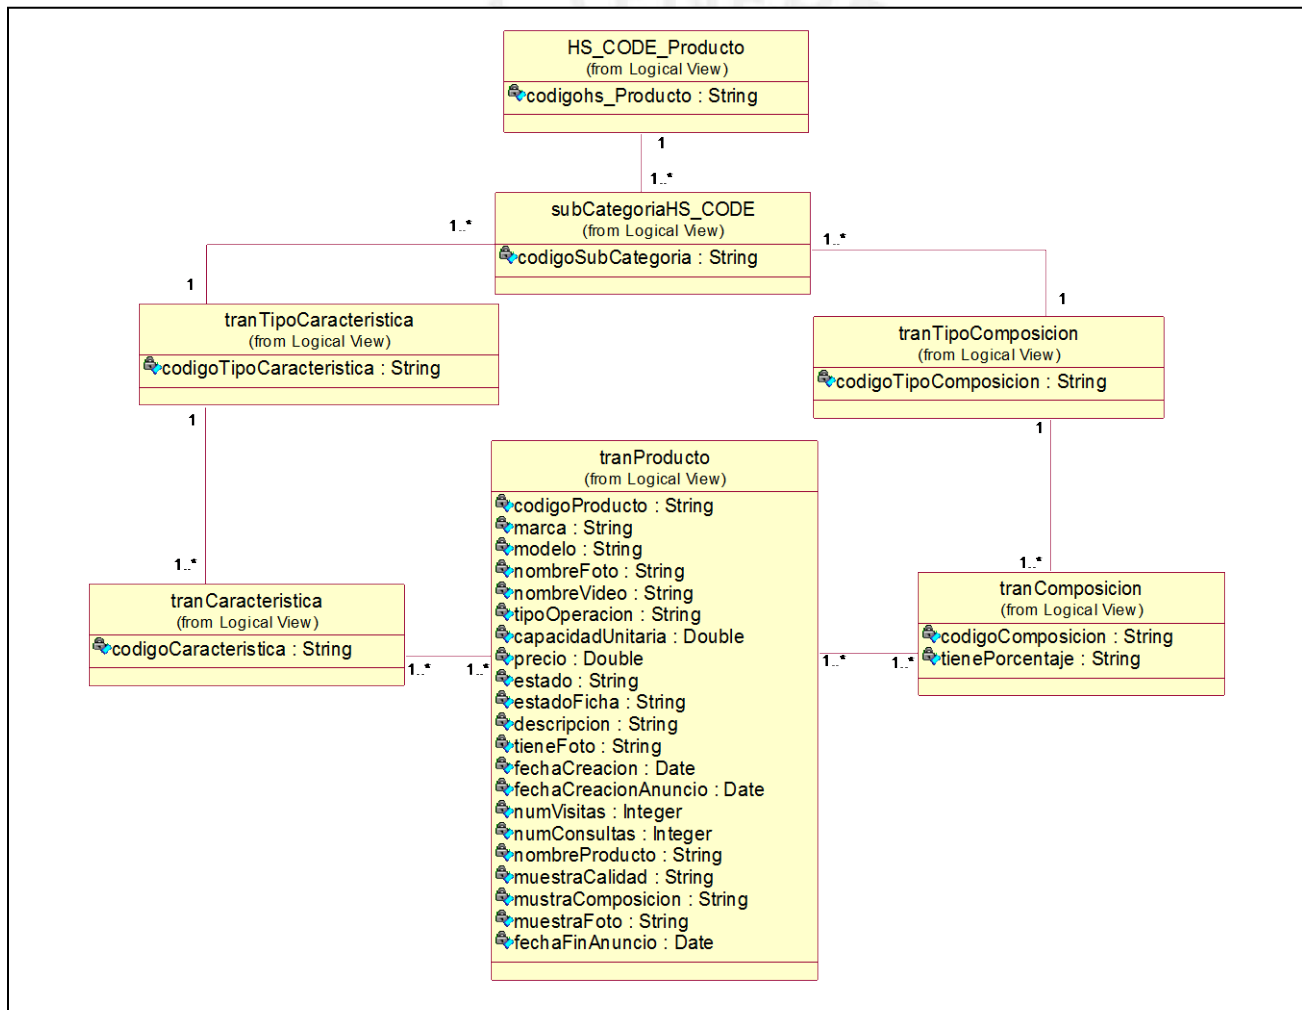 HS_CODE_Producto
(from Logical View)
codigohs_Producto : String
1
1..*
subCategoriaHS_CODE
(from Logical View)
codigoSubCategoria : String
1..*
1..*
1
1
tranTipoCaracteristica
(from Logical View)
codigoTipoCaracteristica : String
1
tranTipoComposicion
(from Logical View)
codigoTipoComposicion : String
1
tranProducto
(from Logical View)
codigoProducto : String
marca : String
modelo : String
nombreFoto : String
nombreVideo : String
tipoOperacion : String
capacidadUnitaria : Double
precio : Double
estado : String
estadoFicha : String
descripcion : String
tieneFoto : String
fechaCreacion : Date
fechaCreacionAnuncio : Date
numVisitas : Integer
numConsultas : Integer
nombreProducto : String
muestraCalidad : String
mustraComposicion : String
muestraFoto : String
fechaFinAnuncio : Date
1..*
tranCaracteristica
(from Logical View)
codigoCaracteristica : String
1..*
1..*
1..*
tranComposicion
(from Logical View)
codigoComposicion : String
tienePorcentaje : String
1..*
1..*